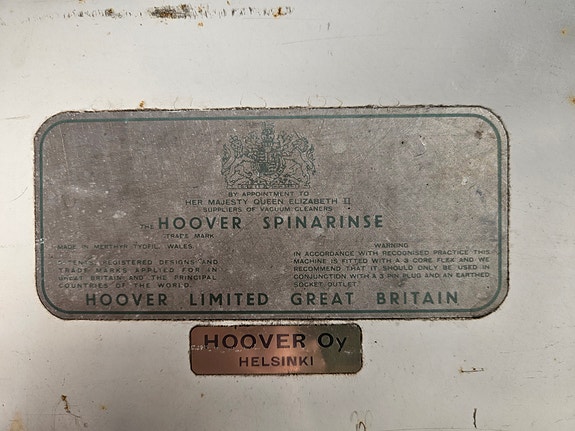 BY APPOINTMENT TO
HER MAJESTY QUEEN ELIZABETH II
SUPPLIERS OF VACUUM CLEANERS
THE HOOVER SPINARINSE
TRADE MARK
MADE IN MERTHYR TYDFIL, WALES
REGISTERED DESIGNS AND
TRADE MARKS APPLIED FOR IN
GREAT BRITAIN AND THE PRINCIPAL
COUNTRIES OF THE WORLD.
WARNING
IN ACCORDANCE WITH RECOGNISED PRACTICE THIS
MACHINE IS FITTED WITH A 3 CORE FLEX AND WE
RECOMMEND THAT IT SHOULD ONLY BE USED IN
CONJUNCTION WITH A 3 PIN PLUG AND AN EARTHED
SOCKET OUTLET.
HOOVER LIMITED GREAT BRITAIN
HOOVER Oy
HELSINKI